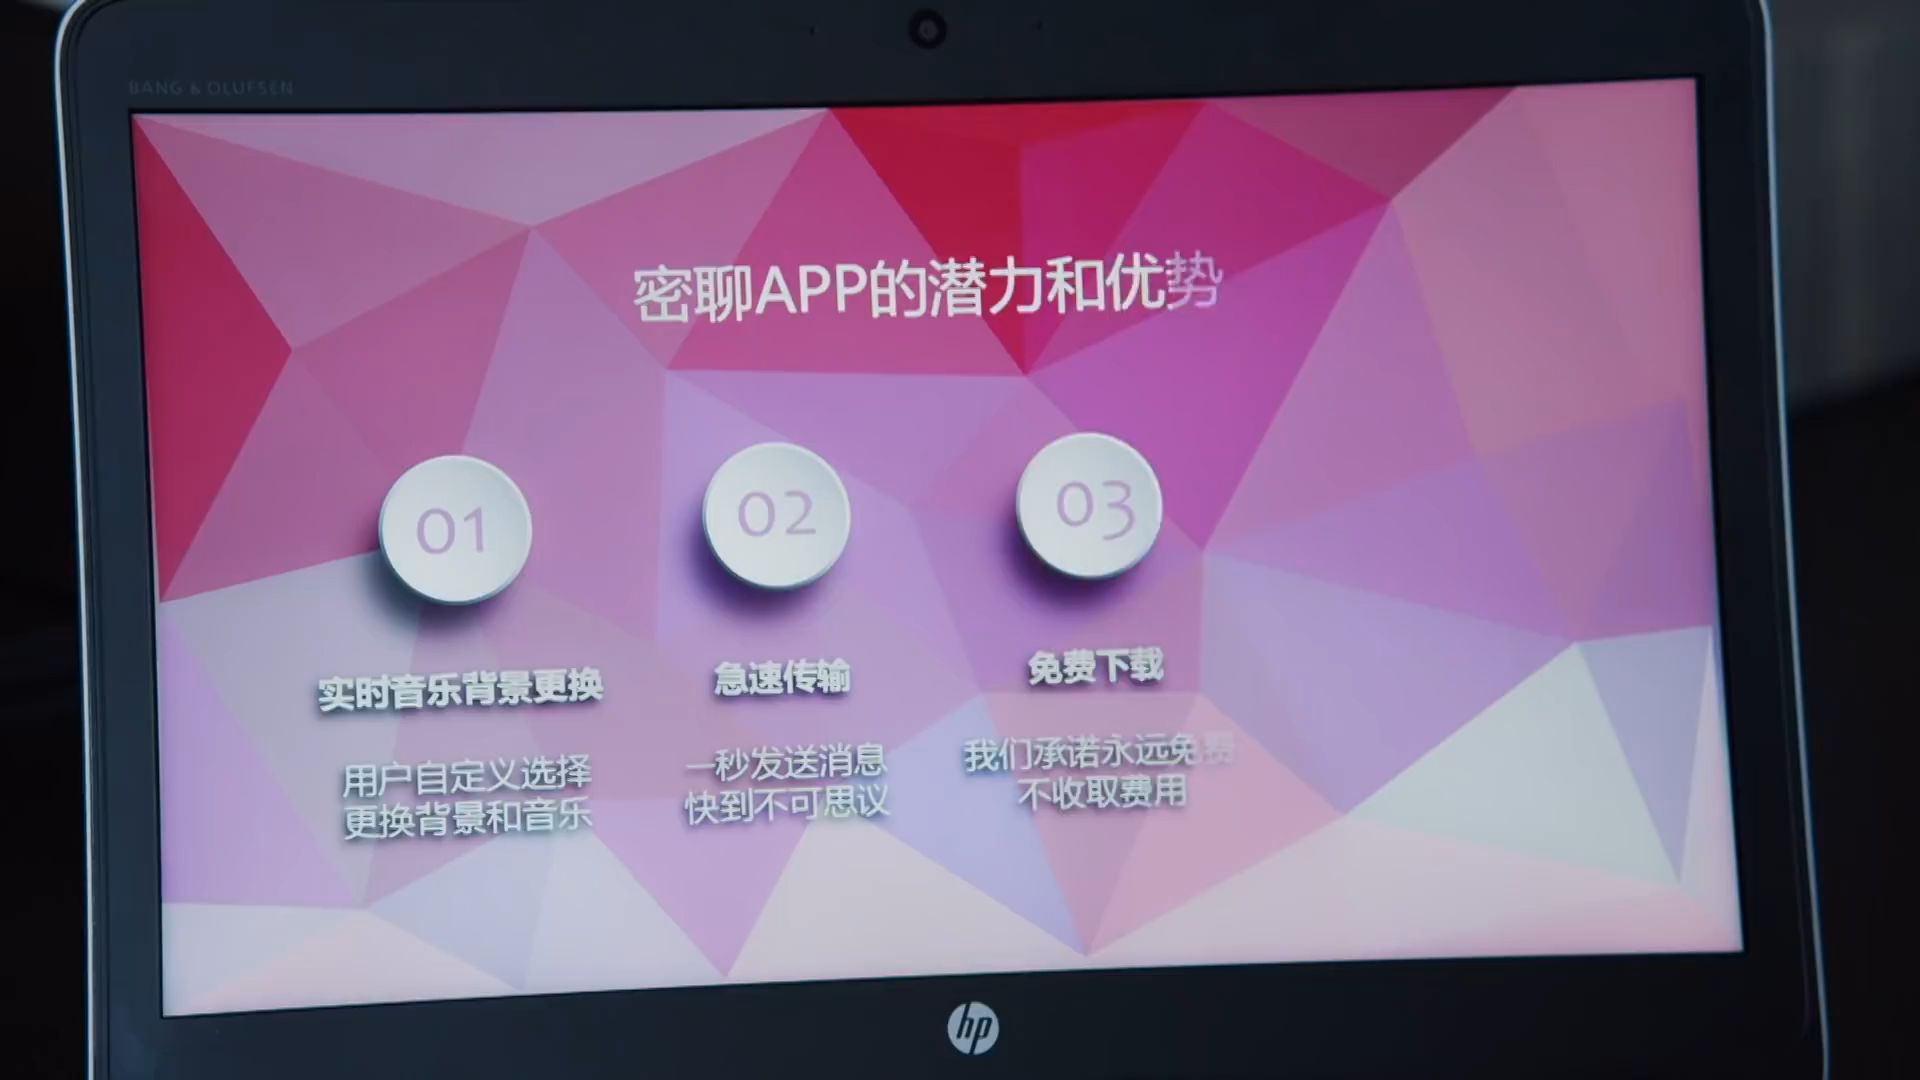 BANG & OLUFSEN
密聊APP的潜力和优势
01
02
03
实时音乐背景更换
急速传输
免费下载
用户自定义选择
更换背景和音乐
一秒发送消息
快到不可思议
我们承诺永远免费
不收取费用
hp